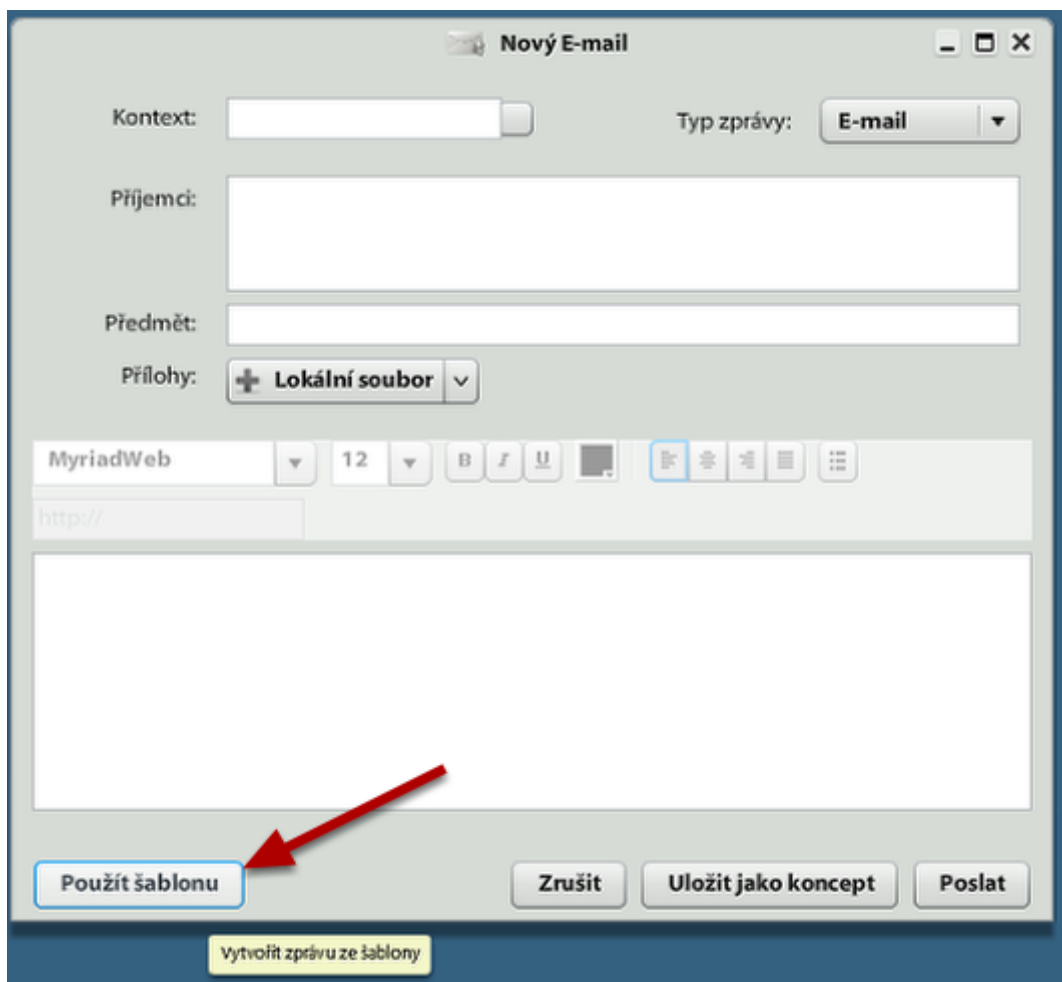 Nový E-mail
Kontext:
Typ zprávy: E-mail
Příjemci:
Předmět:
Přílohy: Lokální soubor
MyriadWeb 12 B I U
http://
Použít šablonu Zrušit Uložit jako koncept Poslat
Vytvořit zprávu ze šablony